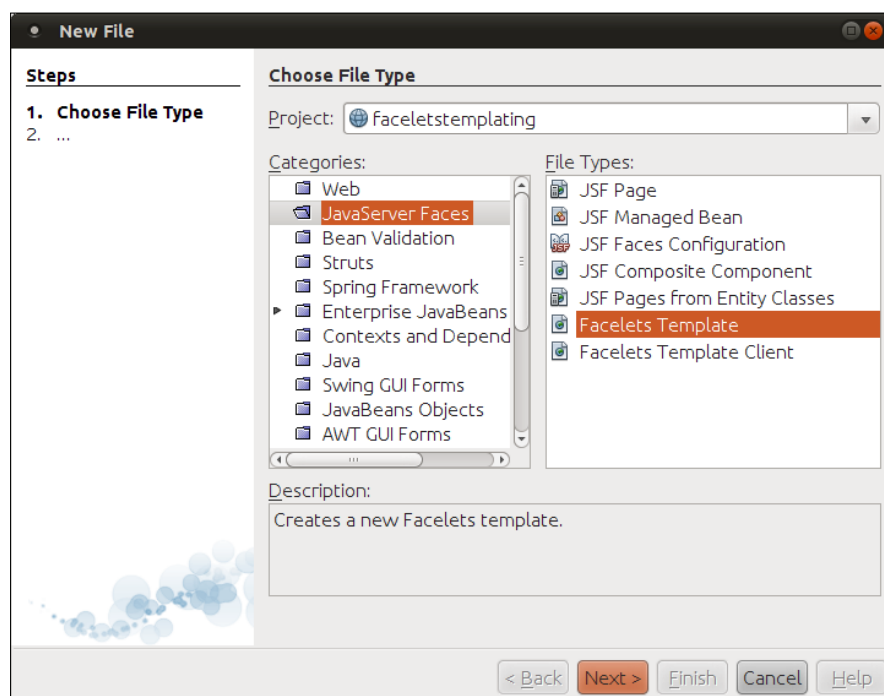 New File
Steps
1. Choose File Type
2. ...
Choose File Type
Project: faceletstemplating
Categories:
Web
JavaServer Faces
Bean Validation
Struts
Spring Framework
Enterprise JavaBeans
Contexts and Depend
Java
Swing GUI Forms
JavaBeans Objects
AWT GUI Forms
File Types:
JSF Page
JSF Managed Bean
JSF Faces Configuration
JSF Composite Component
JSF Pages from Entity Classes
Facelets Template
Facelets Template Client
Description:
Creates a new Facelets template.
< Back
Next >
Finish
Cancel
Help